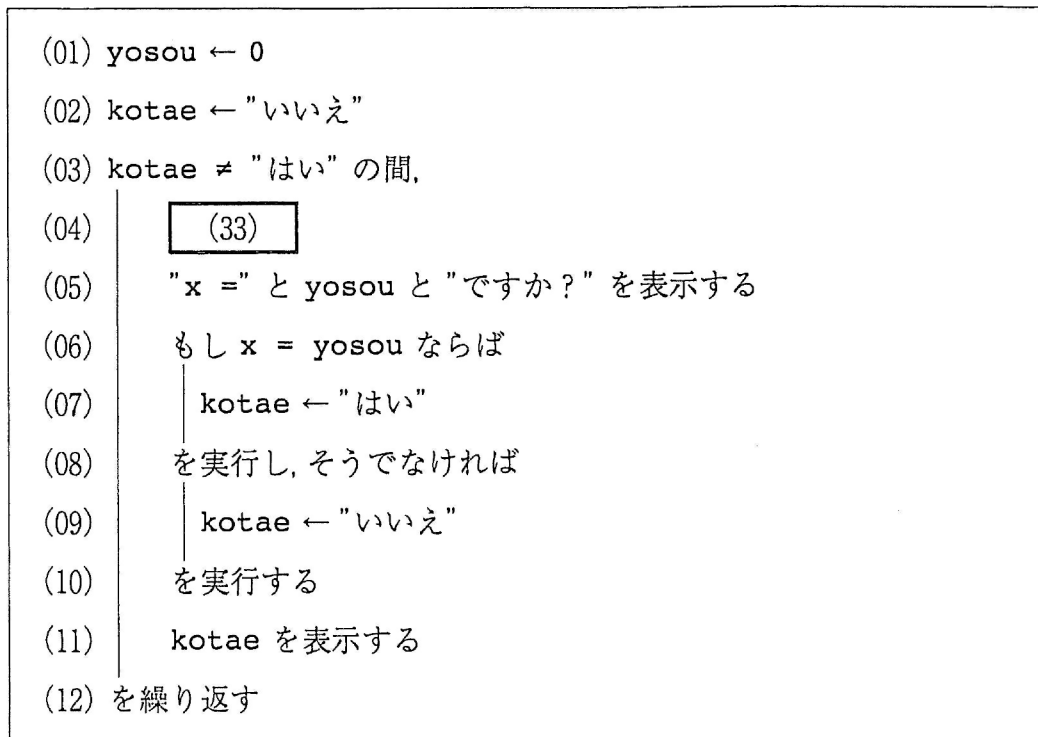 (01) yosou ← 0
(02) kotae ← "いいえ"
(03) kotae ≠ "はい" の間,
(04) (33)
(05) "x =" と yosou と "ですか？" を表示する
(06) もし x = yosou ならば
(07) kotae ← "はい"
(08) を実行し, そうでなければ
(09) kotae ← "いいえ"
(10) を実行する
(11) kotae を表示する
(12) を繰り返す